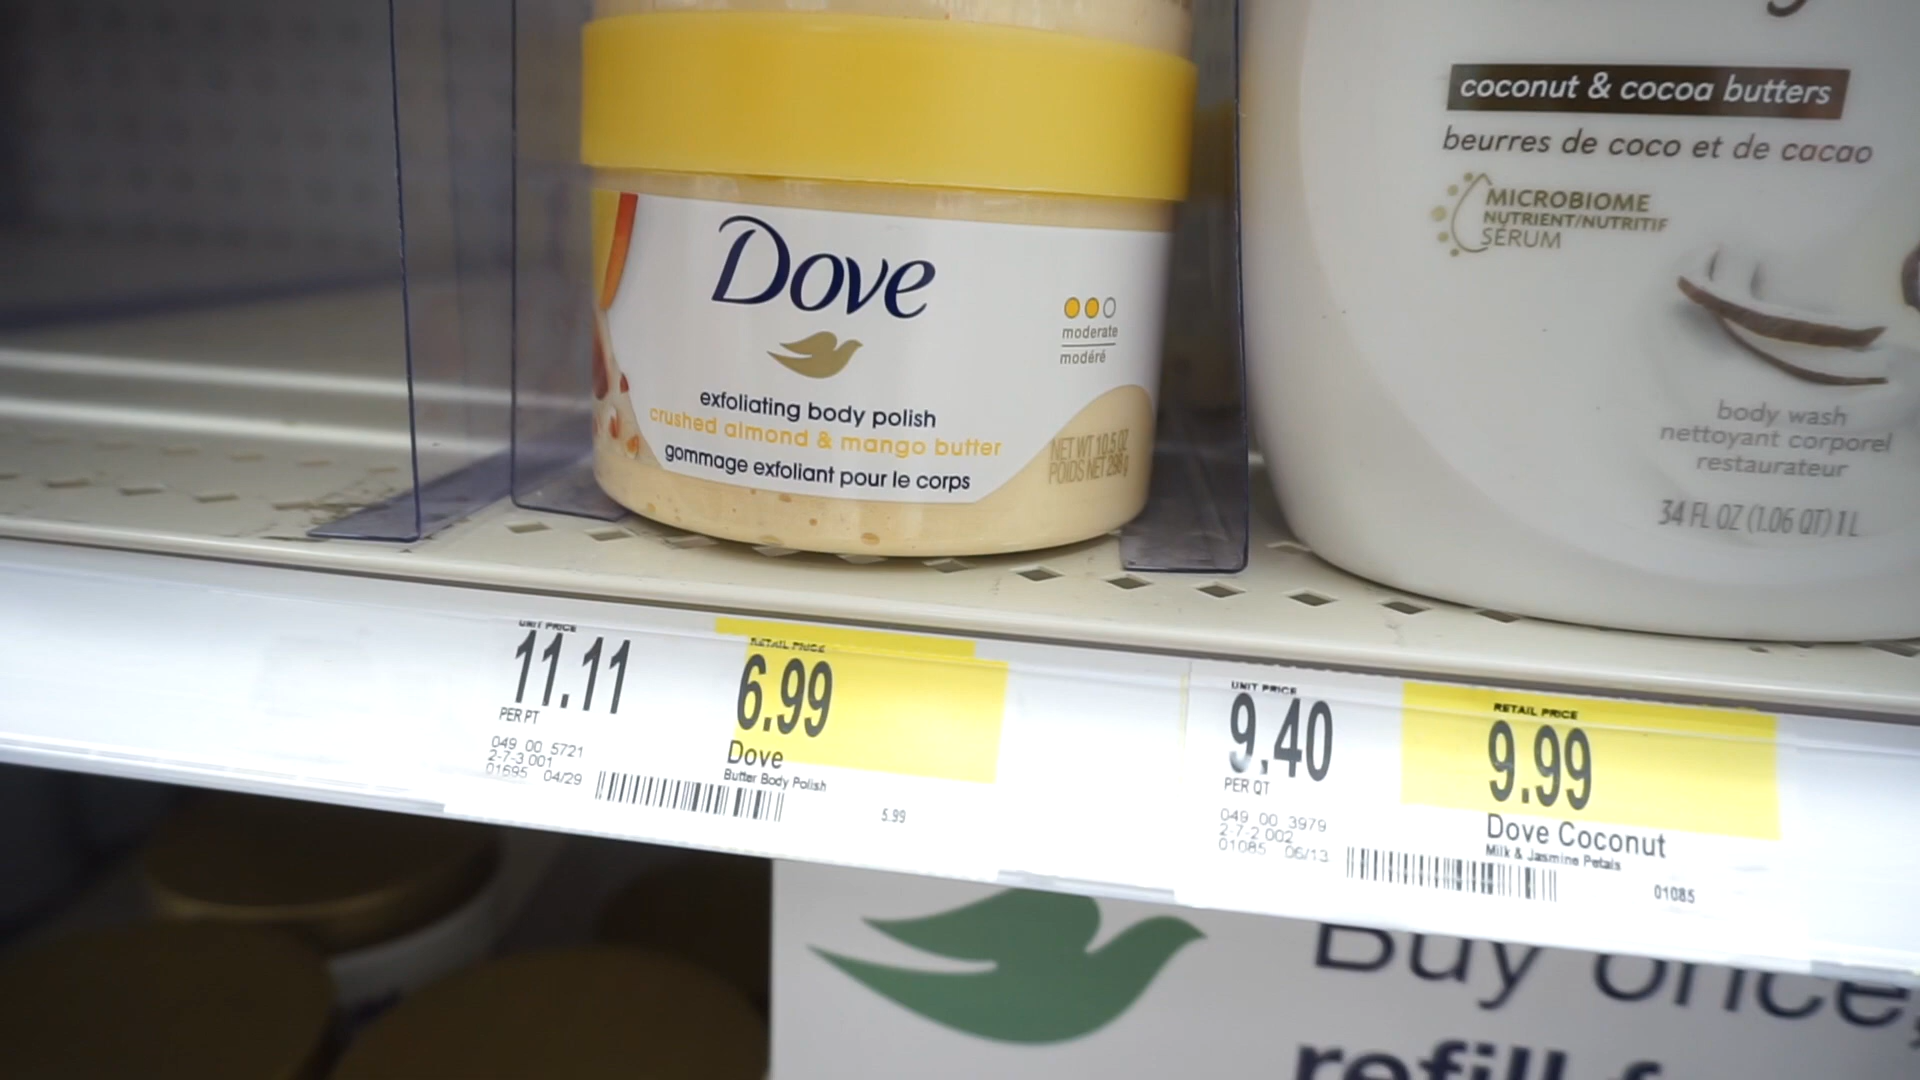 Dove
moderate
modéré
exfoliating body polish
crushed almond & mango butter
gommage exfoliant pour le corps
NET WT 10.5 OZ
POIDS NET 298 g
coconut & cocoa butters
beurres de coco et de cacao
MICROBIOME
NUTRIENT/NUTRITIF
SÉRUM
body wash
nettoyant corporel
restaurateur
34 FL OZ (1.06 QT) 1 L
UNIT PRICE
11.11
PER PT
049 00 5721
2-7-3 001
01695 04/29
RETAIL PRICE
6.99
Dove
Butter Body Polish
5.99
UNIT PRICE
9.40
PER QT
049 00 3979
2-7-2 002
01085 06/13
RETAIL PRICE
9.99
Dove Coconut
Milk & Jasmine Petals
01085
Buy once,
refill f